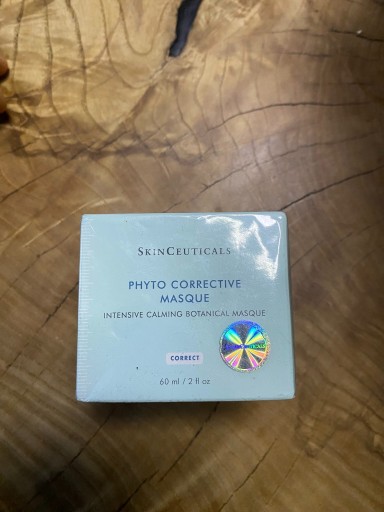 SKINCEUTICALS
PHYTO CORRECTIVE
MASQUE
INTENSIVE CALMING BOTANICAL MASQUE
CORRECT
60 ml / 2 fl oz